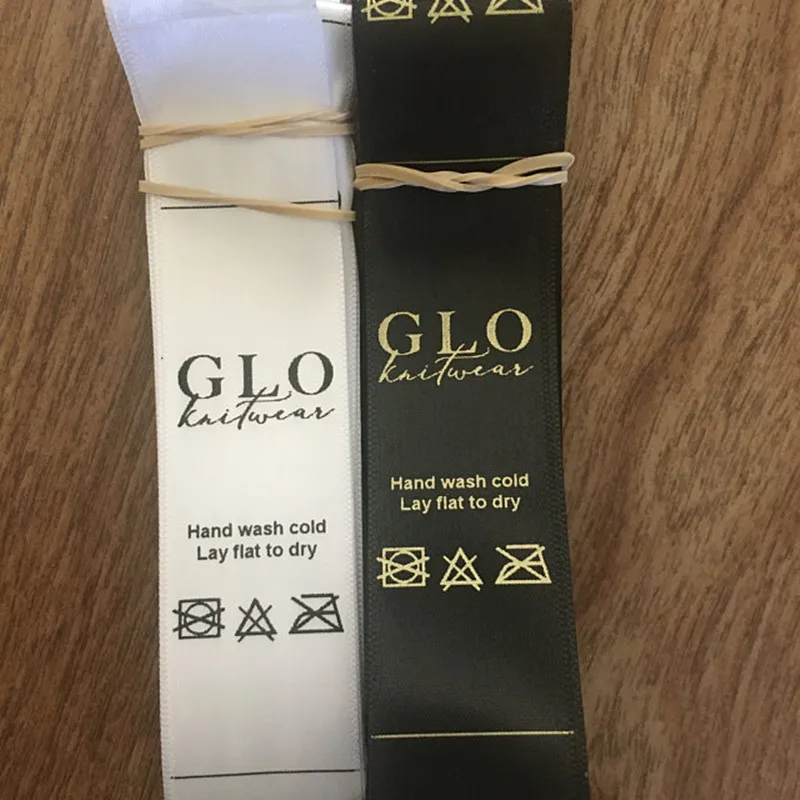 GLO
knitwear
Hand wash cold
Lay flat to dry
GLO
knitwear
Hand wash cold
Lay flat to dry